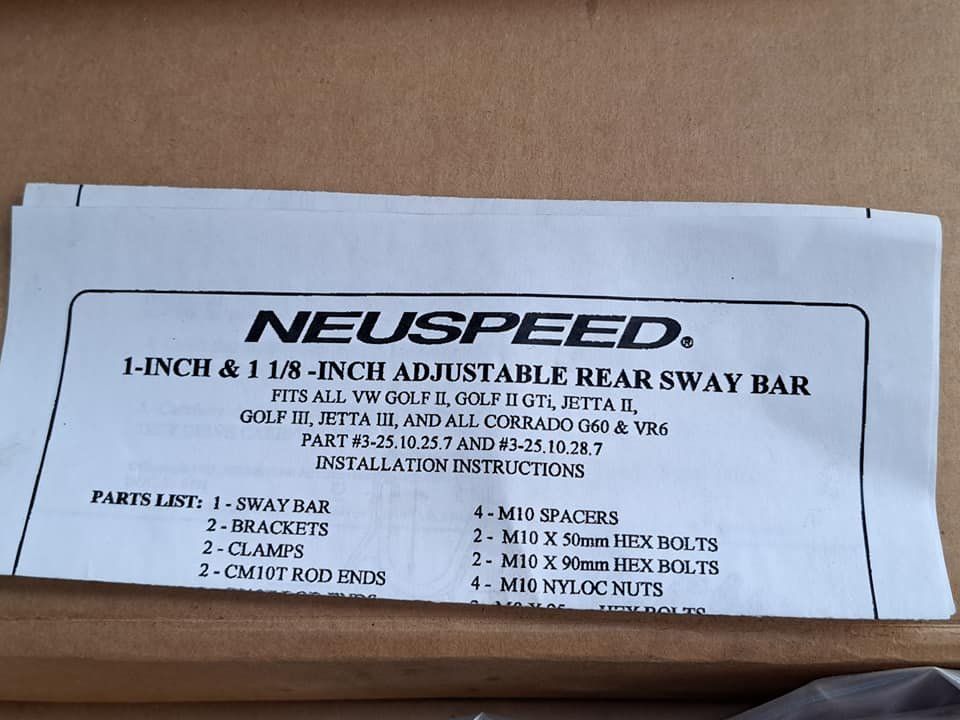 NEUSPEED®
1-INCH & 1 1/8 -INCH ADJUSTABLE REAR SWAY BAR
FITS ALL VW GOLF II, GOLF II GTi, JETTA II,
GOLF III, JETTA III, AND ALL CORRADO G60 & VR6
PART #3-25.10.25.7 AND #3-25.10.28.7
INSTALLATION INSTRUCTIONS
PARTS LIST: 1 - SWAY BAR
2 - BRACKETS
2 - CLAMPS
2 - CM10T ROD ENDS
4 - M10 SPACERS
2 - M10 X 50mm HEX BOLTS
2 - M10 X 90mm HEX BOLTS
4 - M10 NYLOC NUTS
HEX BOLTS